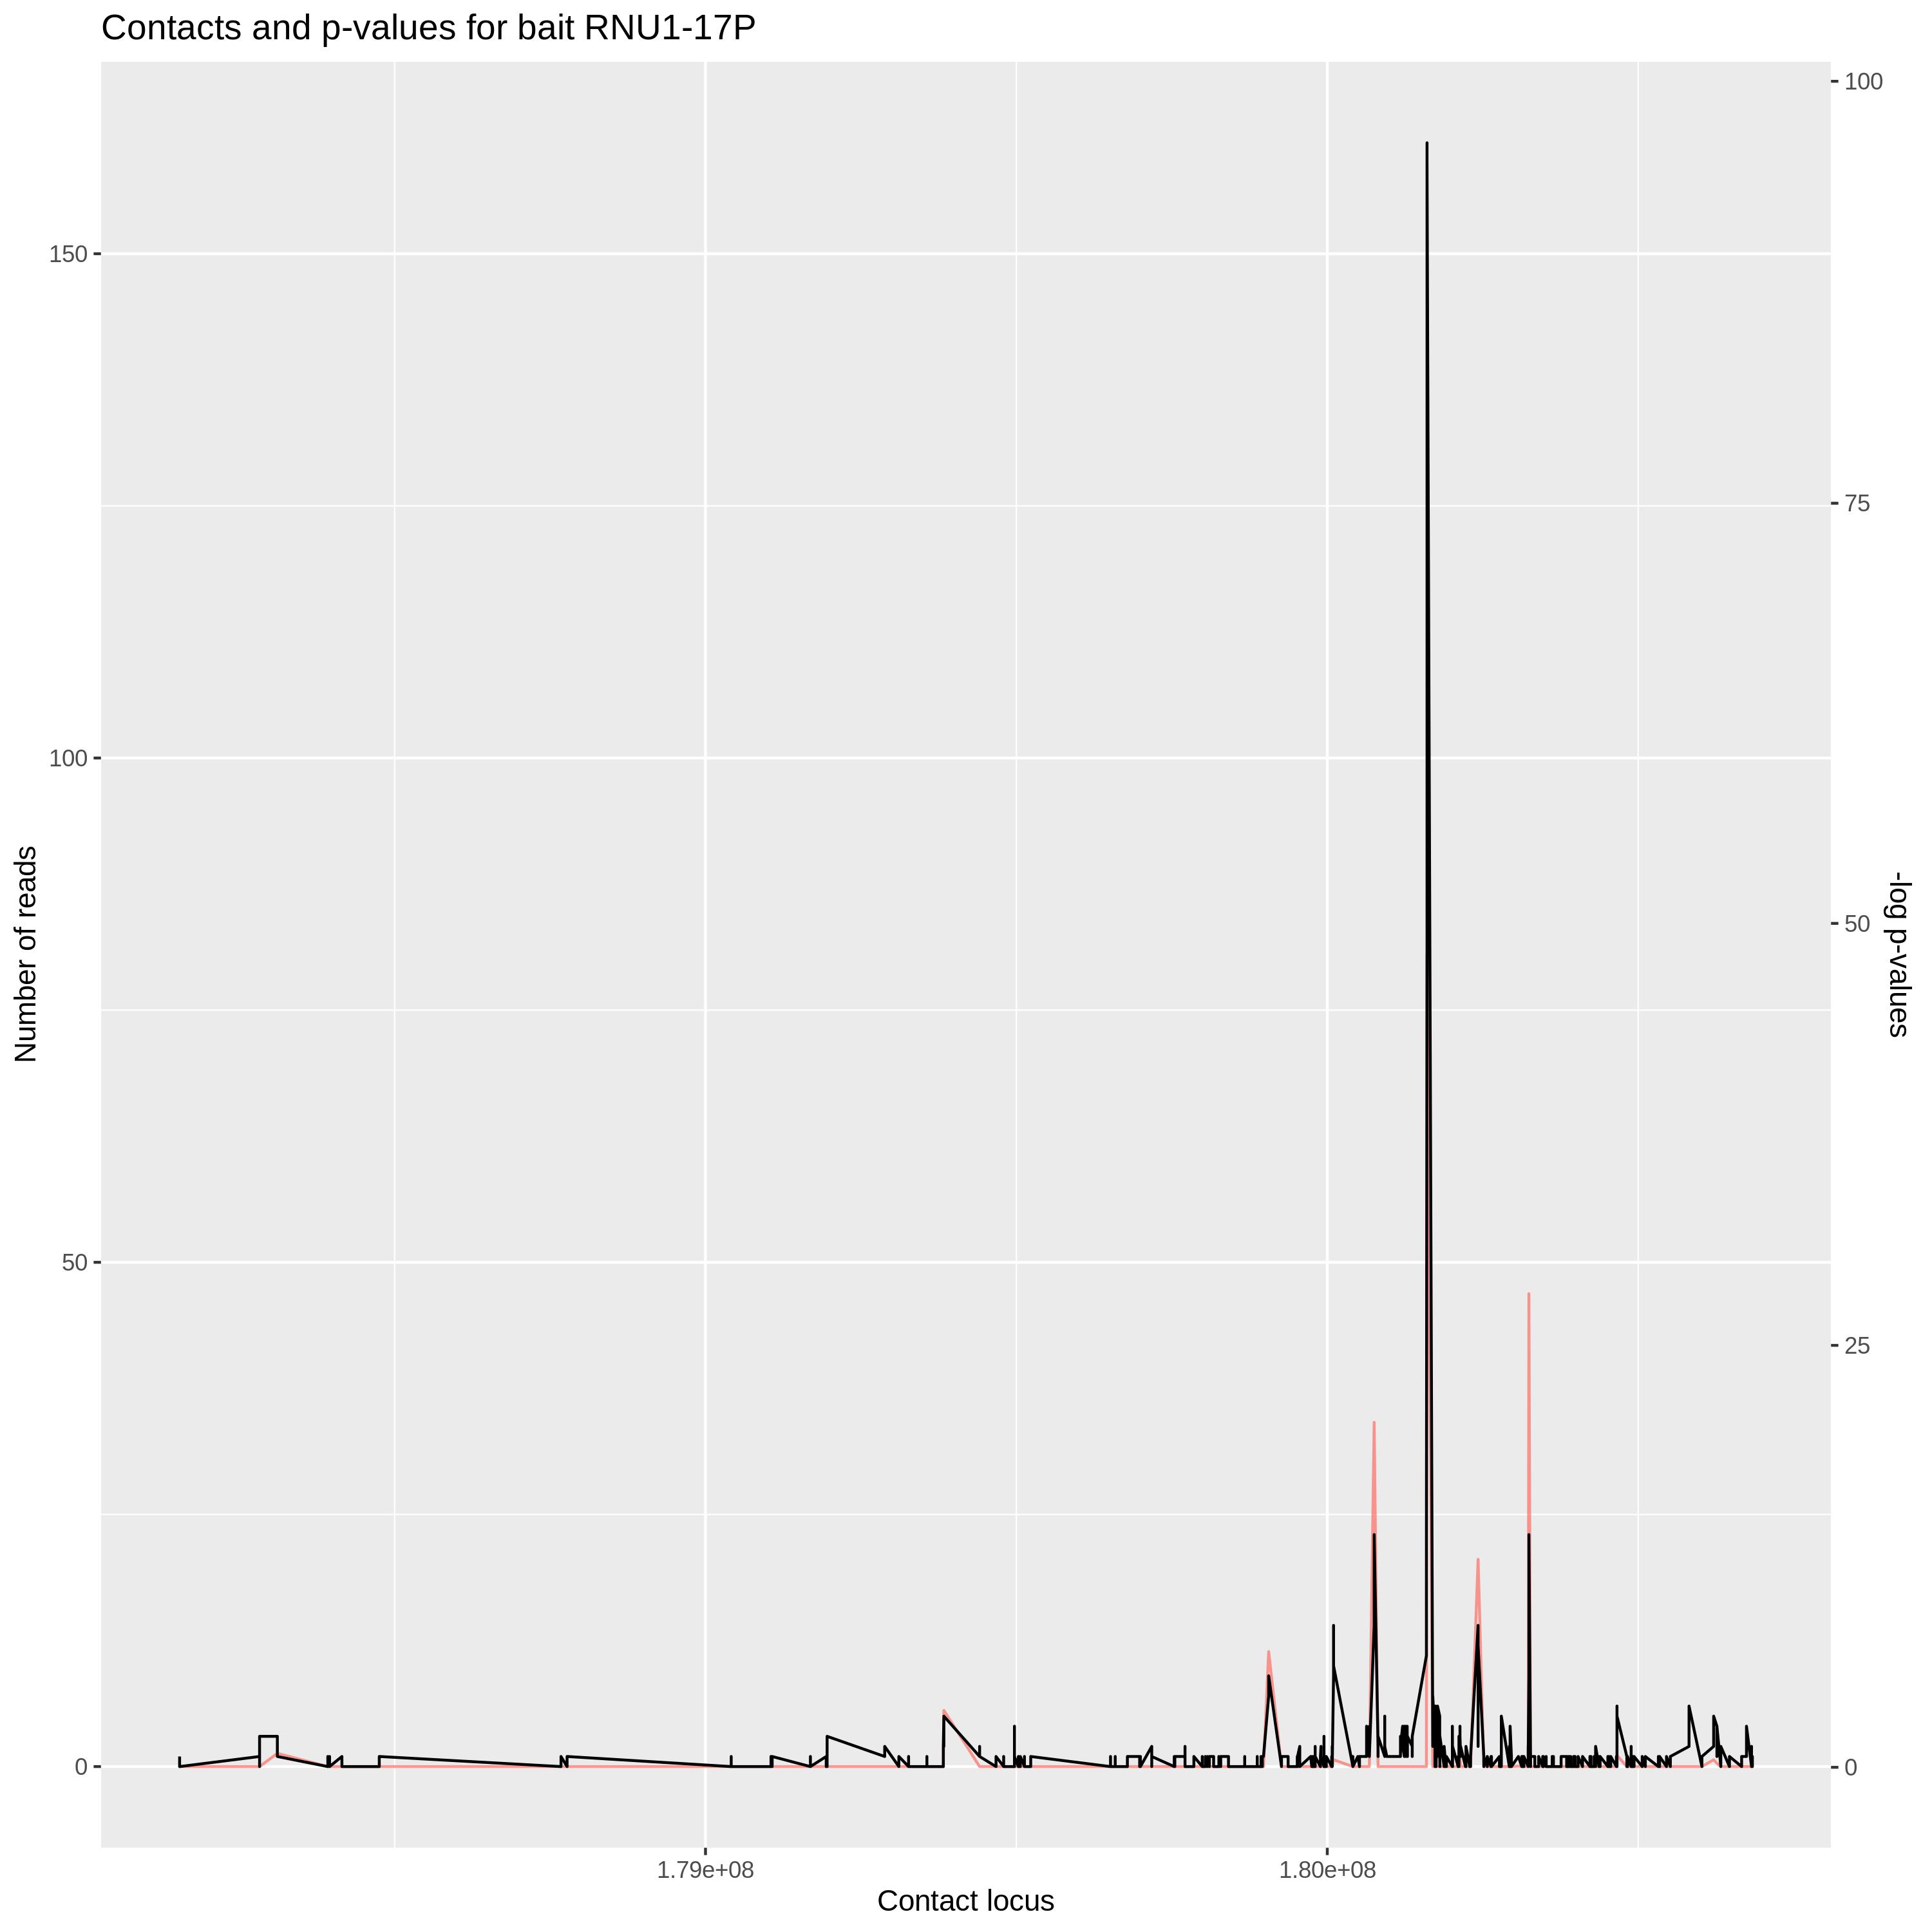 Contacts and p-values for bait RNU1-17P
100
150
75
100
Number of reads
-log p-values
50
50
25
0
0
1.79e+08
1.80e+08
Contact locus